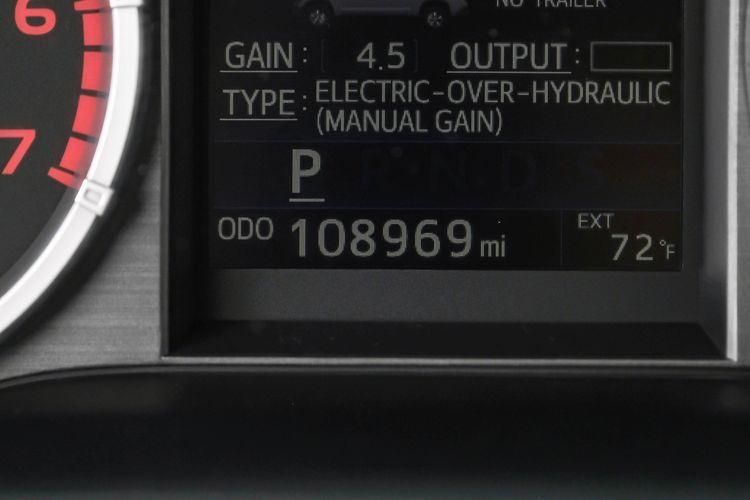 NO TRAILER
6
GAIN : 4.5 OUTPUT :
TYPE : ELECTRIC-OVER-HYDRAULIC
(MANUAL GAIN)
7
P R N D S
ODO 108969 mi
EXT
72°F